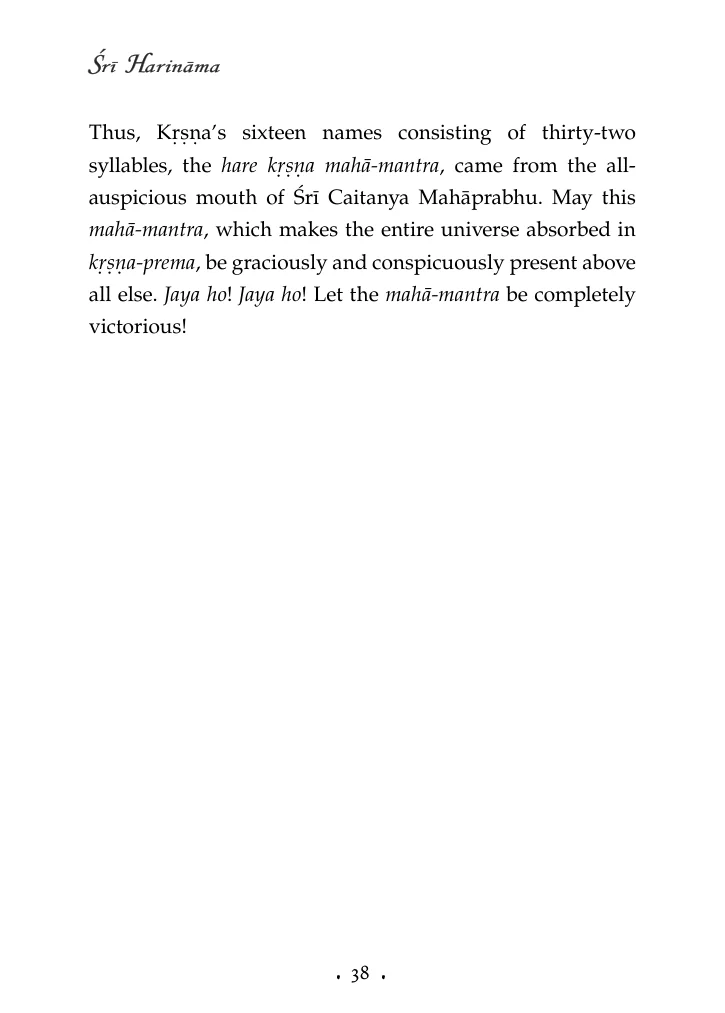 Śrī Harināma
Thus, Kṛṣṇa’s sixteen names consisting of thirty-two
syllables, the hare kṛṣṇa mahā-mantra, came from the all-
auspicious mouth of Śrī Caitanya Mahāprabhu. May this
mahā-mantra, which makes the entire universe absorbed in
kṛṣṇa-prema, be graciously and conspicuously present above
all else. Jaya ho! Jaya ho! Let the mahā-mantra be completely
victorious!
• 38 •